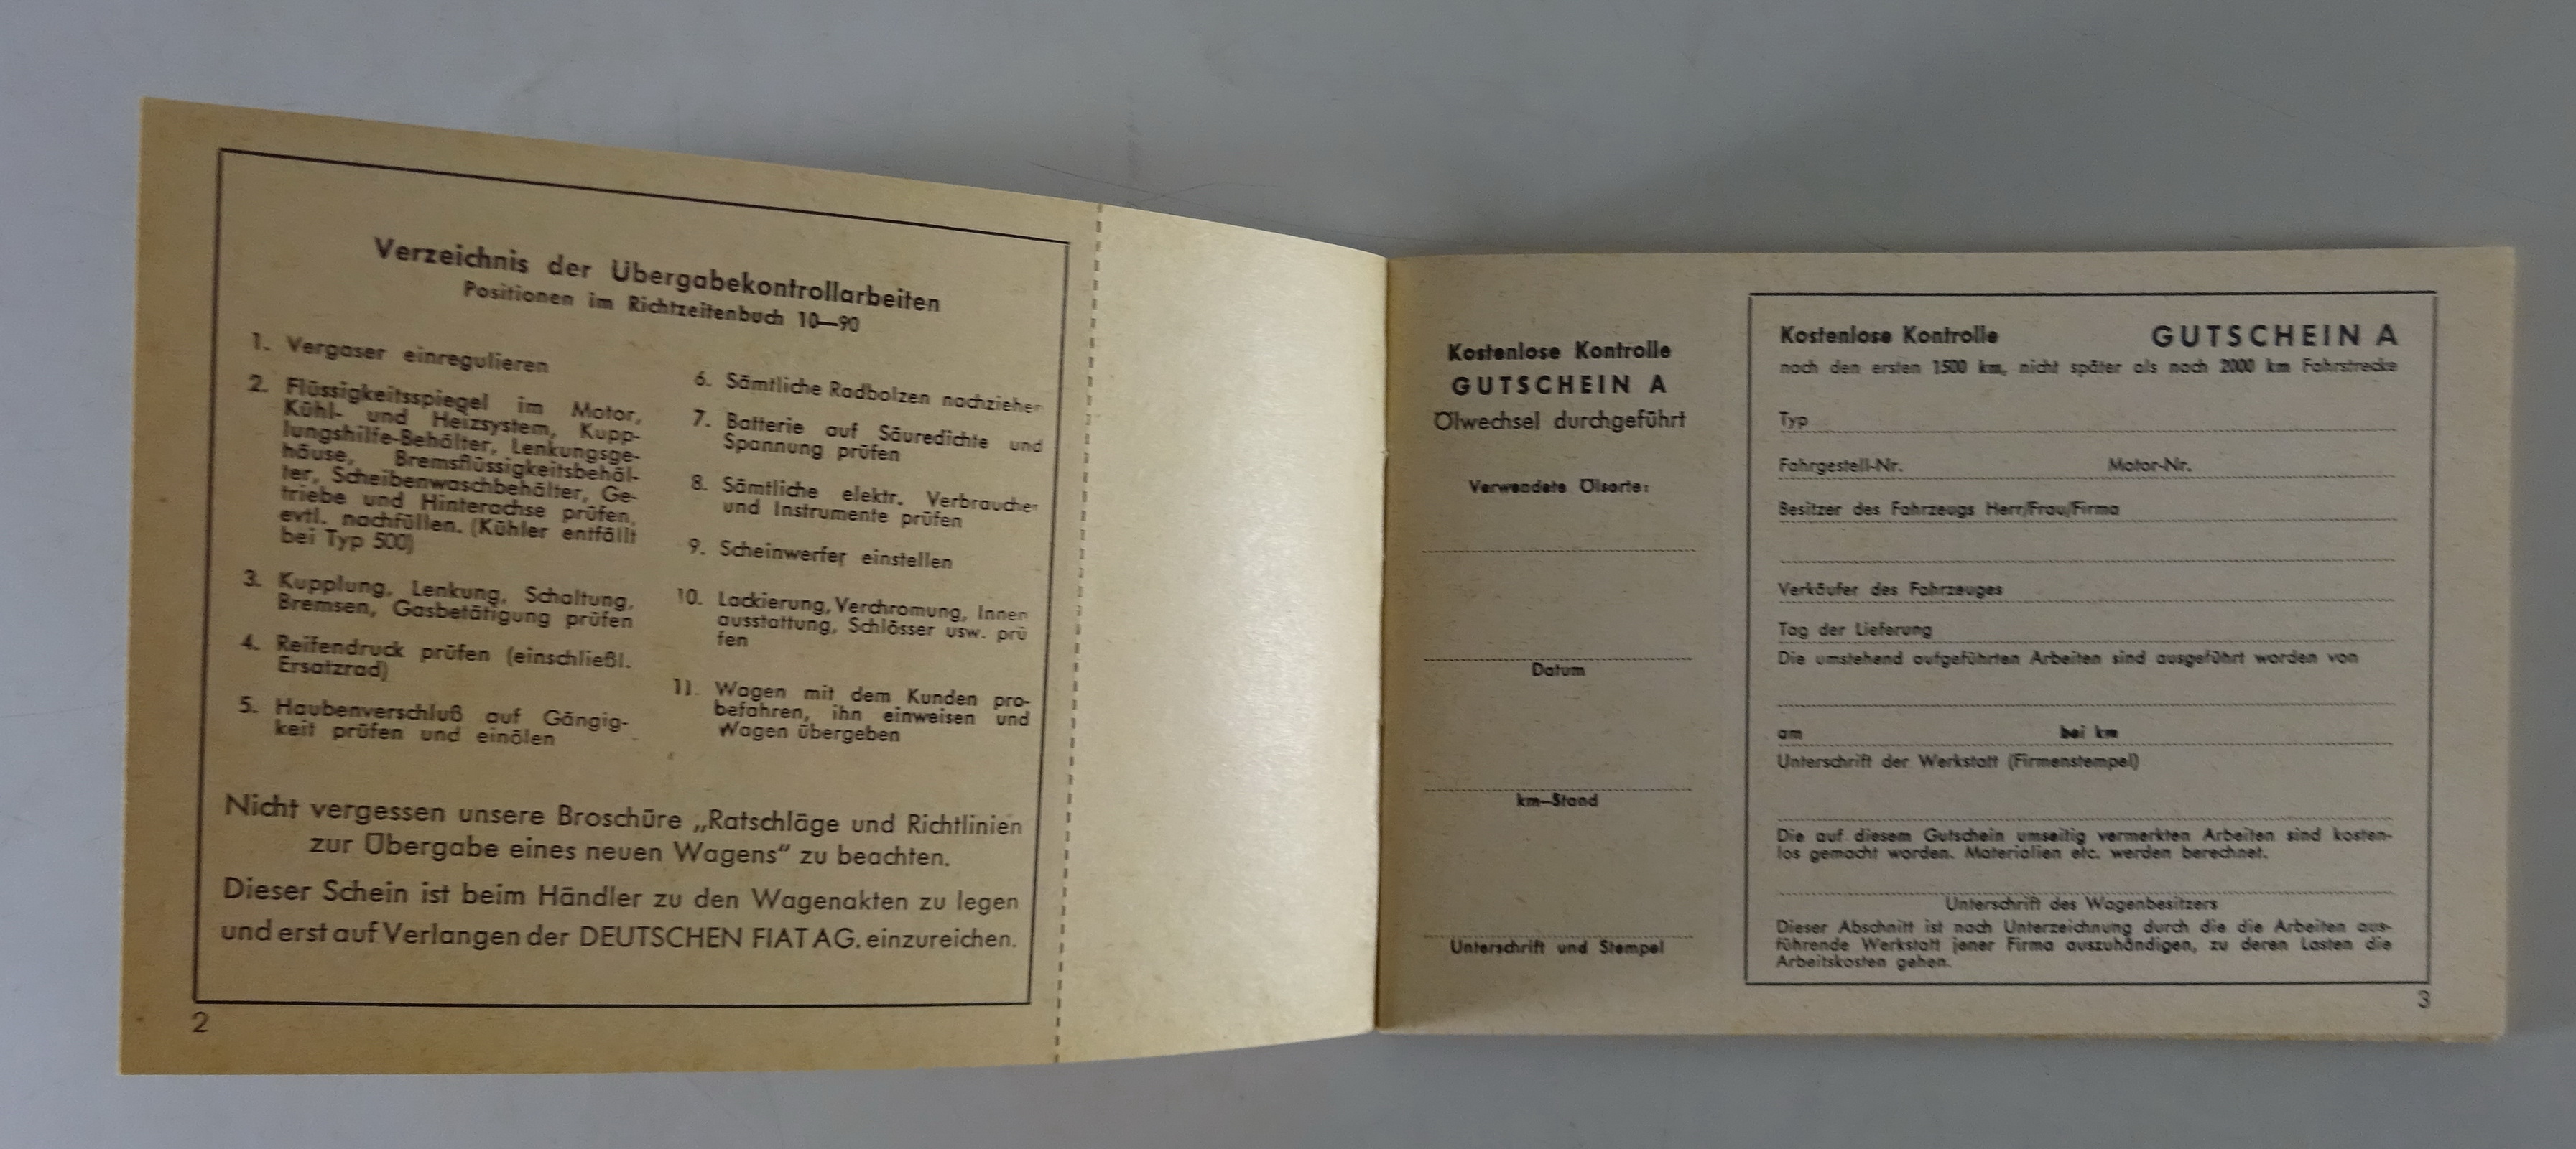 Verzeichnis der Übergabekontrollarbeiten
Positionen im Richtzeitenbuch 10—90
1. Vergaser einregulieren
2. Flüssigkeitsspiegel im Motor,
Kühl- und Heizsystem, Kupp-
lungshilfe-Behälter, Lenkungsge-
häuse, Bremsflüssigkeitsbehäl-
ter, Scheibenwaschbehälter, Ge-
triebe und Hinterachse prüfen,
evtl. nachfüllen. (Kühler entfällt
bei Typ 500)
3. Kupplung, Lenkung, Schaltung,
Bremsen, Gasbetätigung prüfen
4. Reifendruck prüfen (einschließl.
Ersatzrad)
5. Haubenverschluß auf Gängig-
keit prüfen und einölen
6. Sämtliche Radbolzen nachziehen
7. Batterie auf Säuredichte und
Spannung prüfen
8. Sämtliche elektr. Verbraucher
und Instrumente prüfen
9. Scheinwerfer einstellen
10. Lackierung, Verchromung, Innen
ausstattung, Schlösser usw. prü
fen
11. Wagen mit dem Kunden pro-
befahren, ihn einweisen und
Wagen übergeben
Nicht vergessen unsere Broschüre „Ratschläge und Richtlinien
zur Übergabe eines neuen Wagens“ zu beachten.
Dieser Schein ist beim Händler zu den Wagenakten zu legen
und erst auf Verlangen der DEUTSCHEN FIAT AG. einzureichen.
2
Kostenlose Kontrolle
GUTSCHEIN A
Ölwechsel durchgeführt
Verwendete Ölsorte:
Datum
km—Stand
Unterschrift und Stempel
Kostenlose Kontrolle GUTSCHEIN A
nach den ersten 1500 km, nicht später als nach 2000 km Fahrstrecke
Typ
Fahrgestell-Nr. Motor-Nr.
Besitzer des Fahrzeugs Herr/Frau/Firma
Verkäufer des Fahrzeuges
Tag der Lieferung
Die umstehend aufgeführten Arbeiten sind ausgeführt worden von
am bei km
Unterschrift der Werkstatt (Firmenstempel)
Die auf diesem Gutschein umseitig vermerkten Arbeiten sind kosten-
los gemacht worden. Materialien etc. werden berechnet.
Unterschrift des Wagenbesitzers
Dieser Abschnitt ist nach Unterzeichnung durch die die Arbeiten aus-
führende Werkstatt jener Firma auszuhändigen, zu deren Lasten die
Arbeitskosten gehen.
3